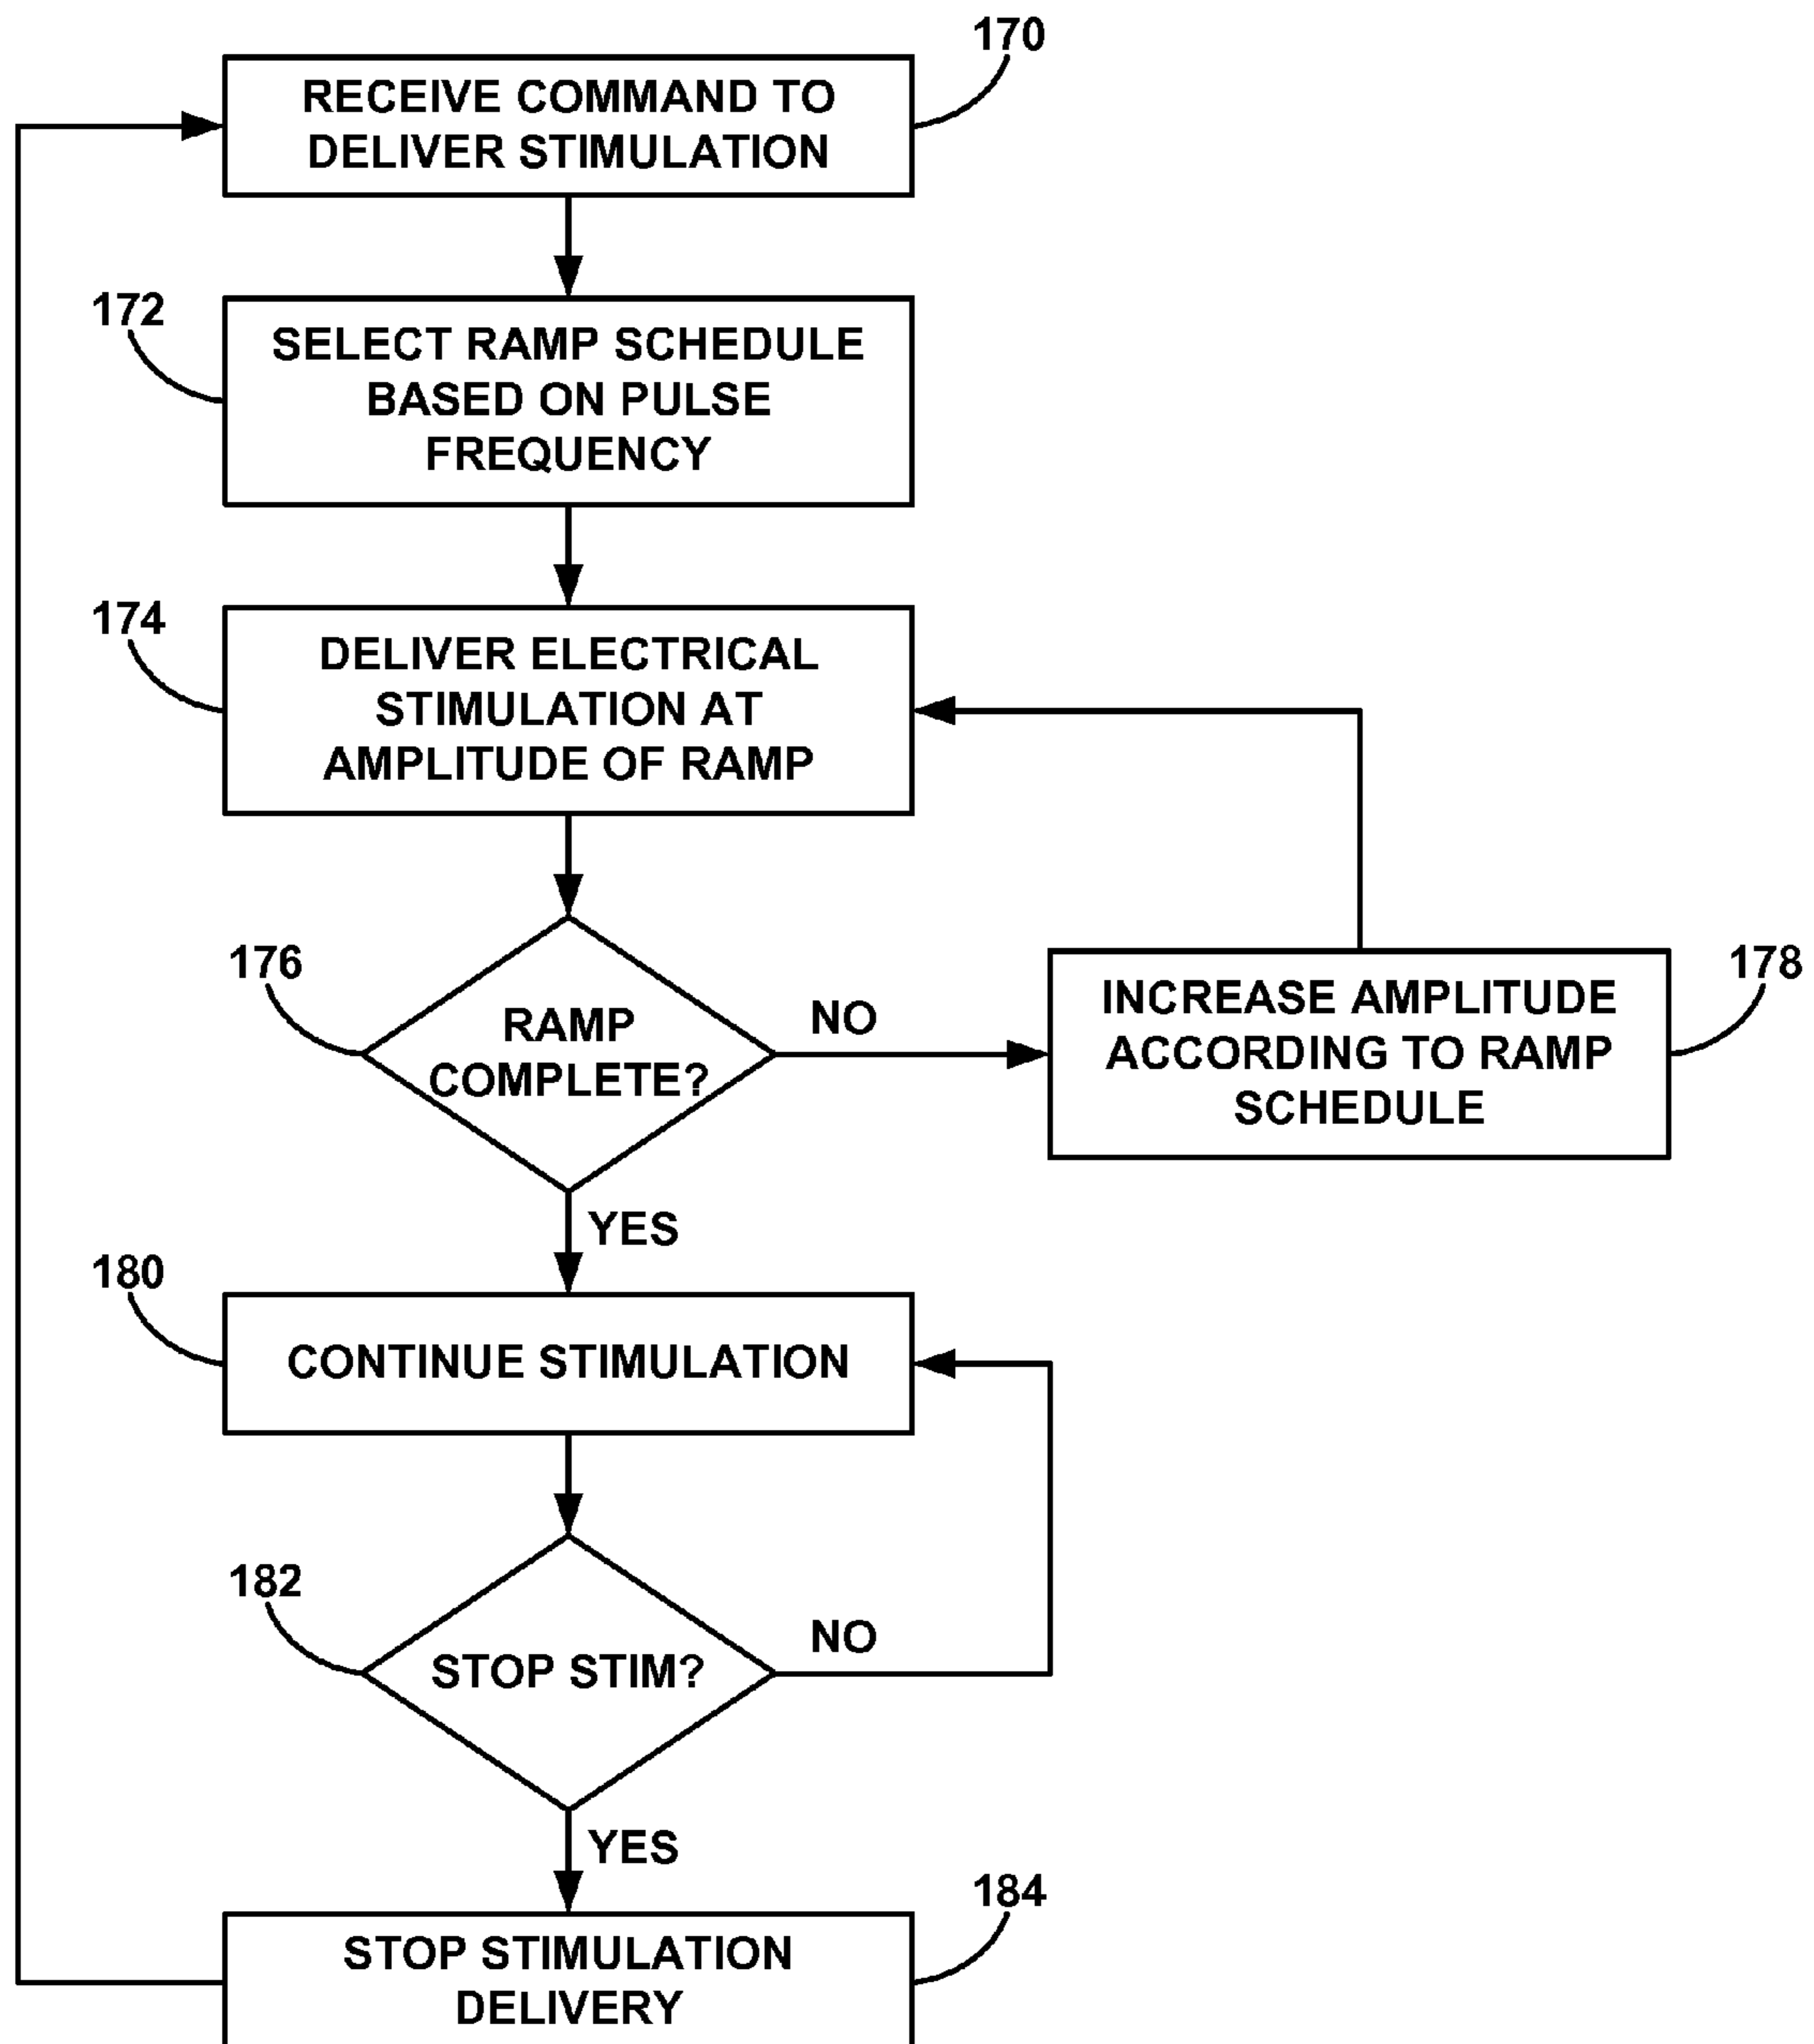 170
RECEIVE COMMAND TO
DELIVER STIMULATION
172
SELECT RAMP SCHEDULE
BASED ON PULSE
FREQUENCY
174
DELIVER ELECTRICAL
STIMULATION AT
AMPLITUDE OF RAMP
176
RAMP
COMPLETE?
NO
178
INCREASE AMPLITUDE
ACCORDING TO RAMP
SCHEDULE
YES
180
CONTINUE STIMULATION
182
STOP STIM?
NO
YES
184
STOP STIMULATION
DELIVERY